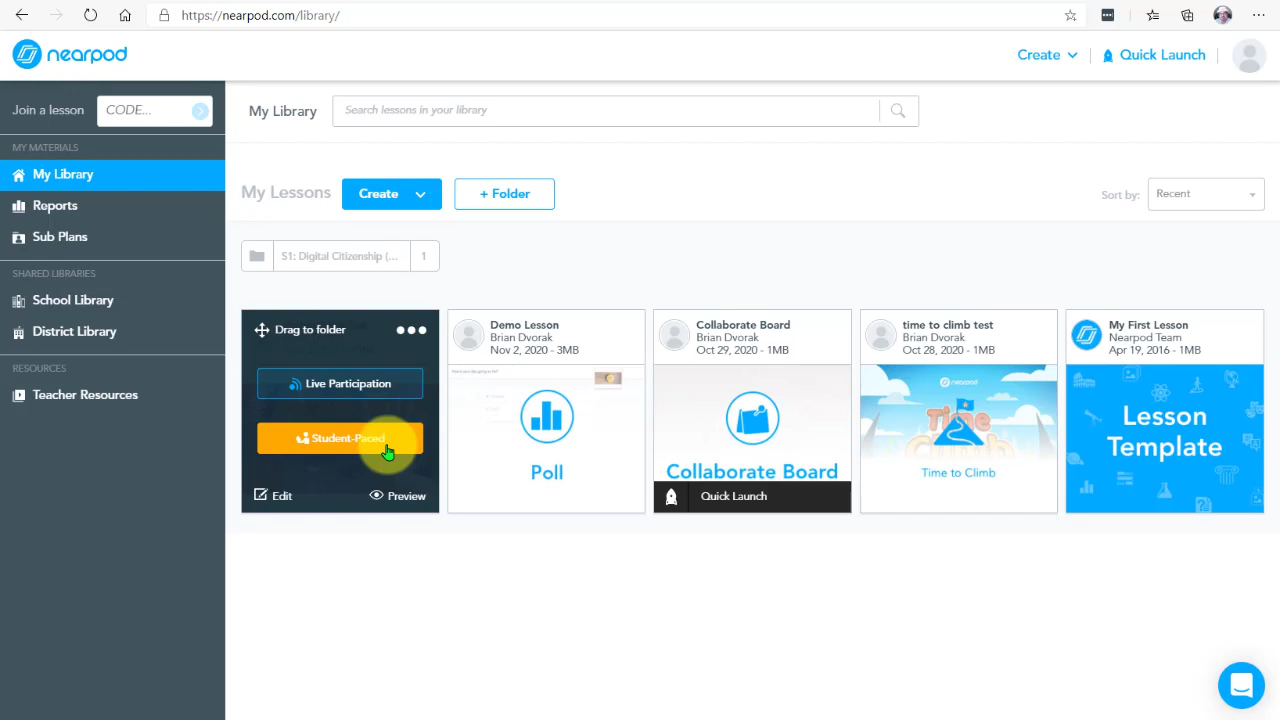 https://nearpod.com/library/
nearpod
Create
Quick Launch
Join a lesson
CODE...
MY MATERIALS
My Library
Reports
Sub Plans
SHARED LIBRARIES
School Library
District Library
RESOURCES
Teacher Resources
My Library
Search lessons in your library
My Lessons
Create
+ Folder
Sort by:
Recent
S1: Digital Citizenship (...
1
Drag to folder
Live Participation
Student-Paced
Edit
Preview
Demo Lesson
Brian Dvorak
Nov 2, 2020 - 3MB
Poll
Collaborate Board
Brian Dvorak
Oct 29, 2020 - 1MB
Collaborate Board
Quick Launch
time to climb test
Brian Dvorak
Oct 28, 2020 - 1MB
nearpod
Time to Climb
Time to Climb
My First Lesson
Nearpod Team
Apr 19, 2016 - 1MB
Lesson
Template